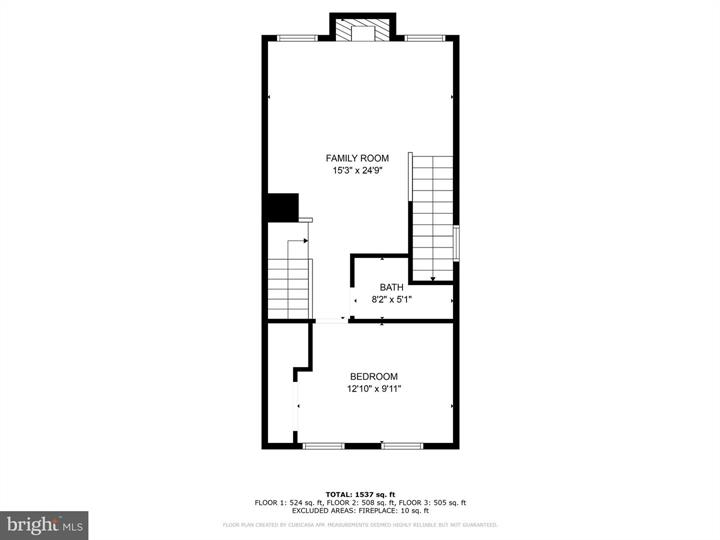 FAMILY ROOM
15'3" x 24'9"
BATH
8'2" x 5'1"
BEDROOM
12'10" x 9'11"
TOTAL: 1537 sq. ft
FLOOR 1: 524 sq. ft, FLOOR 2: 508 sq. ft, FLOOR 3: 505 sq. ft
EXCLUDED AREAS: FIREPLACE: 10 sq. ft
FLOOR PLAN CREATED BY CUBICASA APP. MEASUREMENTS DEEMED HIGHLY RELIABLE BUT NOT GUARANTEED.
bright MLS